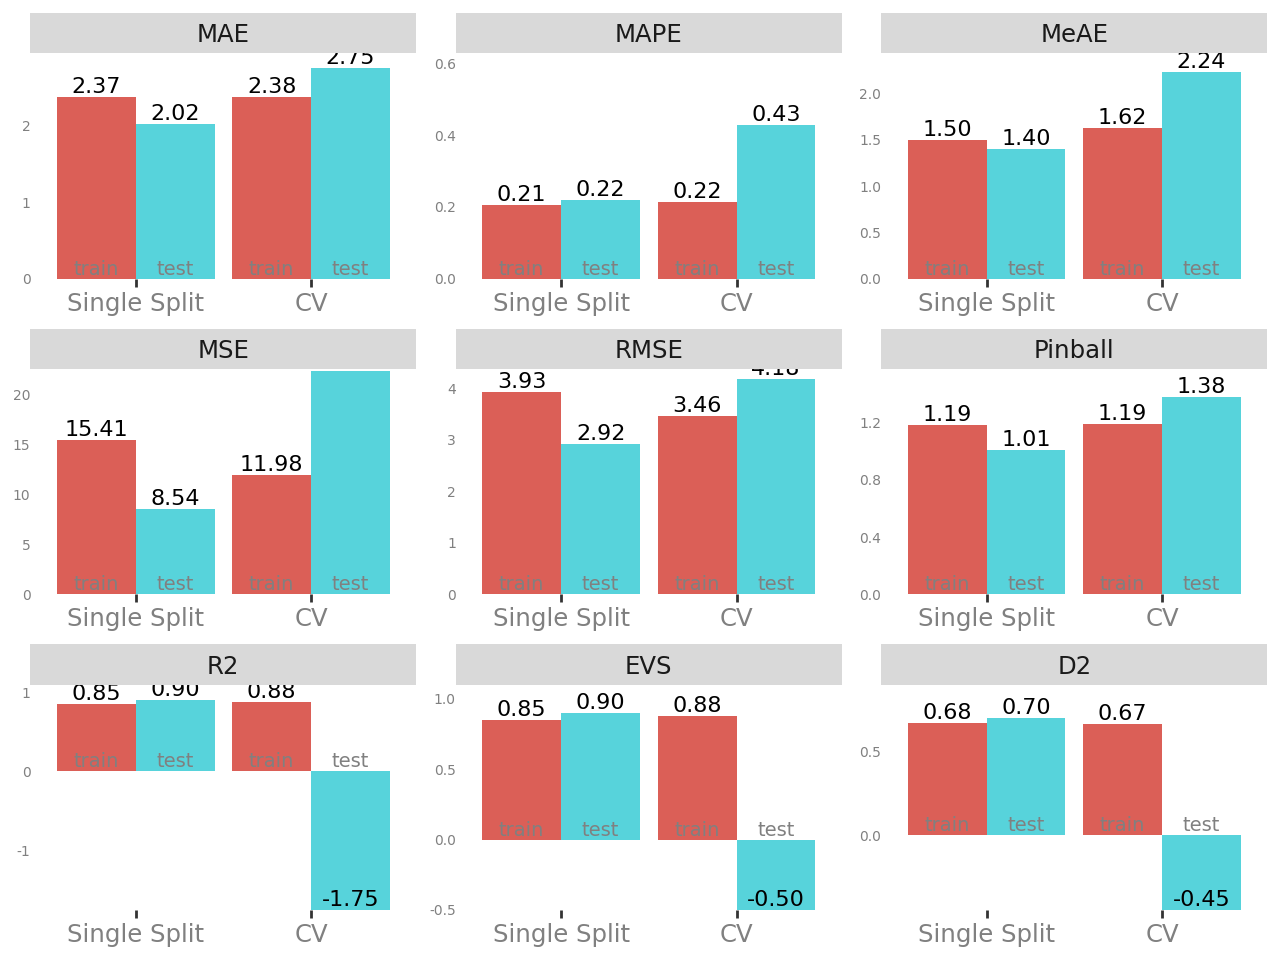 MAE
MAPE
MeAE
2.37
2.02
2.38
2.75
0
1
2
train
test
train
test
Single Split
CV
0.21
0.22
0.22
0.43
0.0
0.2
0.4
0.6
train
test
train
test
Single Split
CV
1.50
1.40
1.62
2.24
0.0
0.5
1.0
1.5
2.0
train
test
train
test
Single Split
CV
MSE
RMSE
Pinball
15.41
8.54
11.98
0
5
10
15
20
train
test
train
test
Single Split
CV
3.93
2.92
3.46
4.18
0
1
2
3
4
train
test
train
test
Single Split
CV
1.19
1.01
1.19
1.38
0.0
0.4
0.8
1.2
train
test
train
test
Single Split
CV
R2
EVS
D2
0.85
0.90
0.88
-1.75
1
0
-1
train
test
train
test
Single Split
CV
0.85
0.90
0.88
-0.50
1.0
0.5
0.0
-0.5
train
test
train
test
Single Split
CV
0.68
0.70
0.67
-0.45
0.5
0.0
train
test
train
test
Single Split
CV